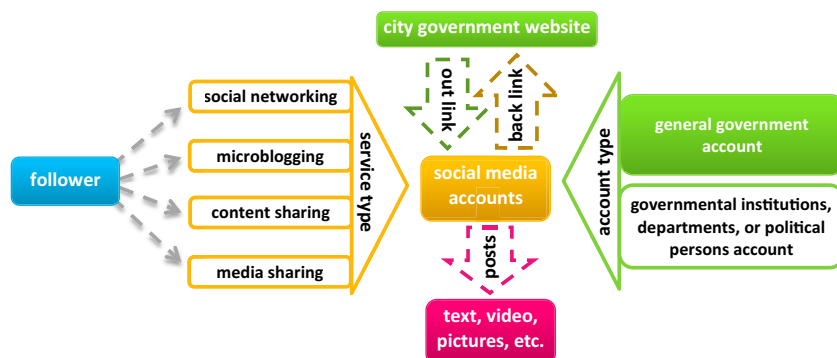 city government website
out link
back link
social networking
microblogging
content sharing
media sharing
follower
service type
social media
accounts
account type
general government
account
governmental institutions,
departments, or political
persons account
posts
text, video,
pictures, etc.